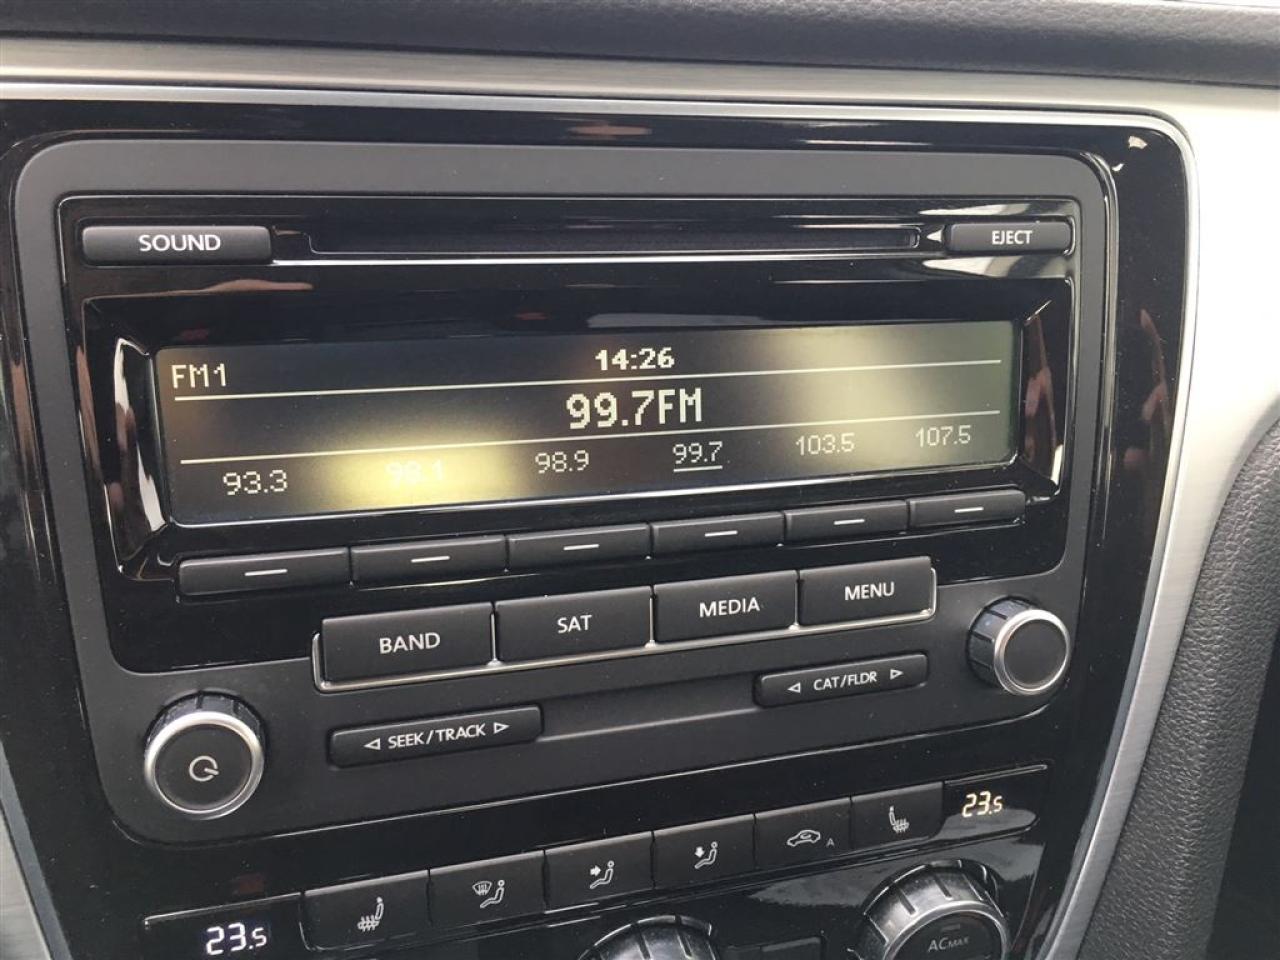 SOUND
EJECT
14:26
FM1
99.7FM
93.3 98.1 98.9 99.7 103.5 107.5
BAND SAT MEDIA MENU
SEEK/TRACK CAT/FLDR
23.5
A
23.5
AC MAX